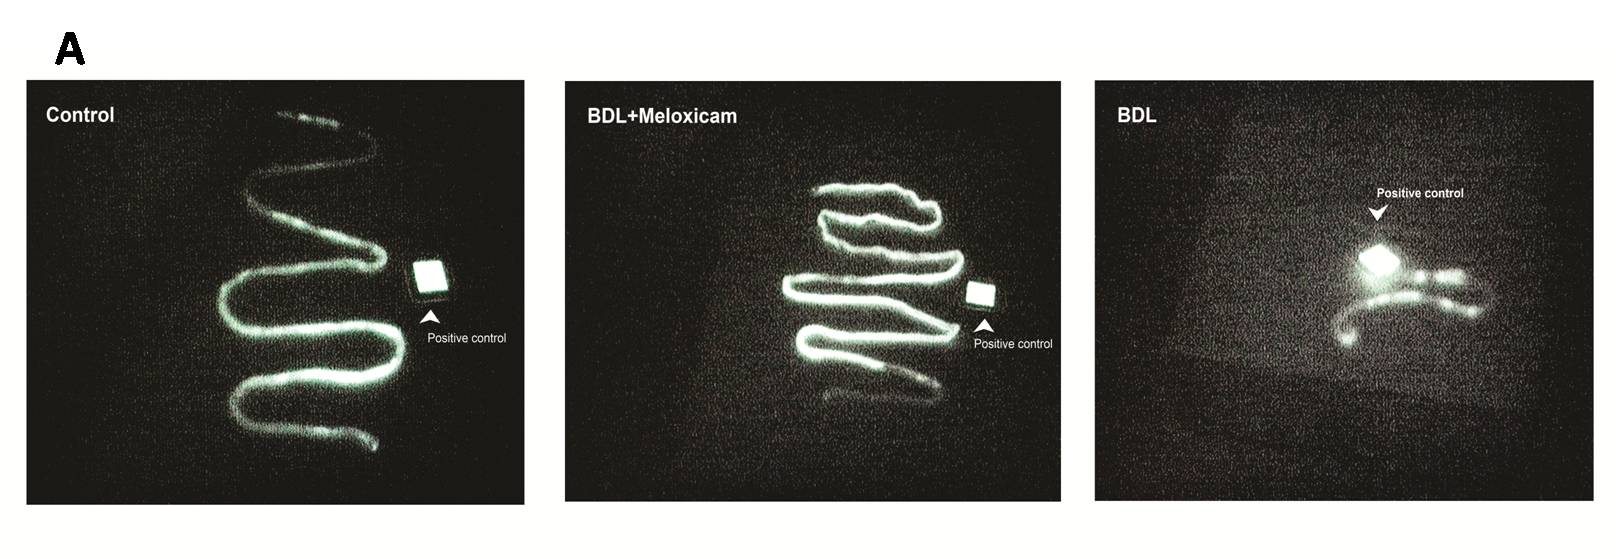 A
Control
Positive control
BDL+Meloxicam
Positive control
BDL
Positive control